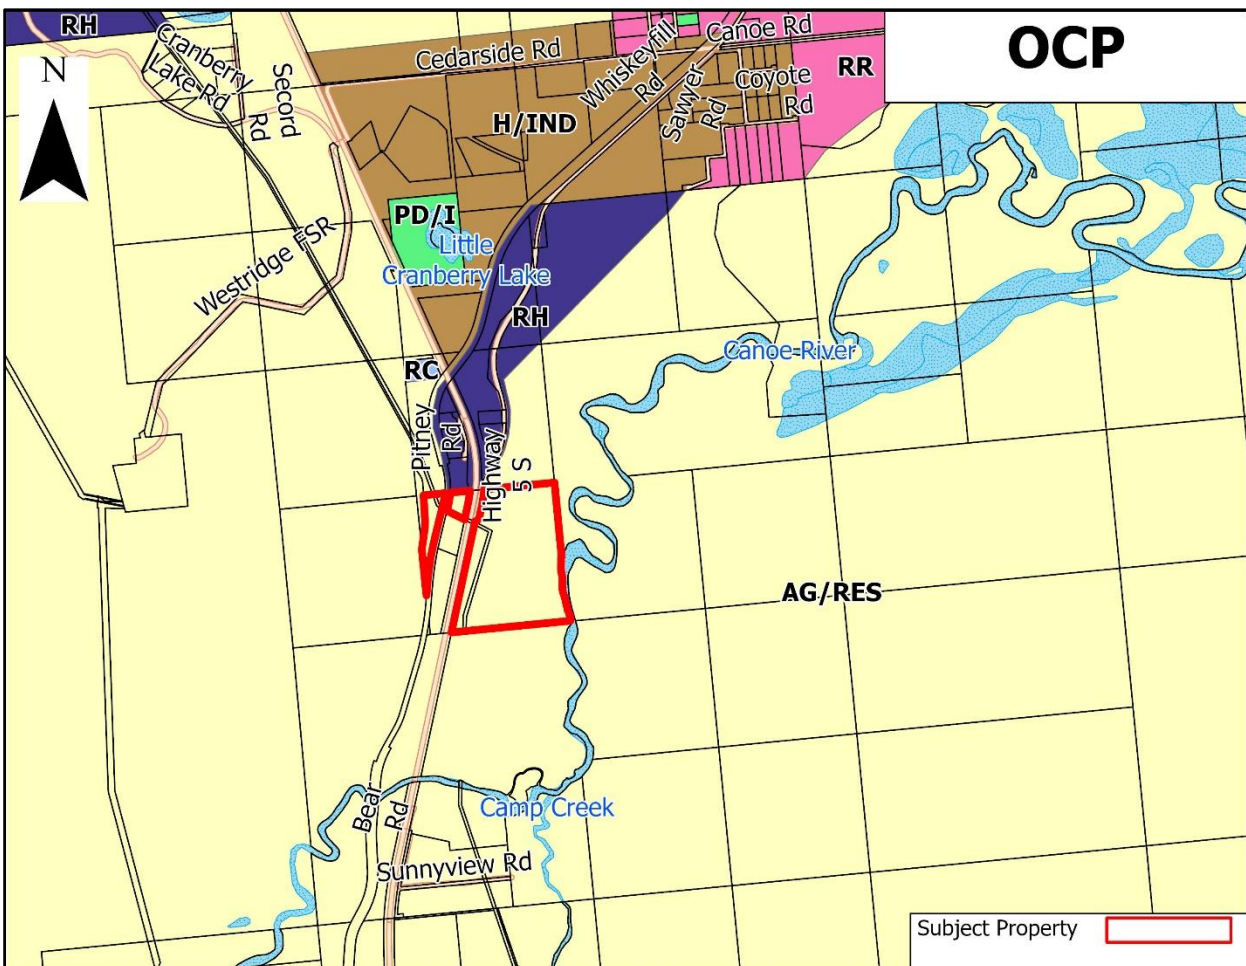 OCP
RH
N
Cranberry
Lake Rd
Second
Rd
Cedarside Rd
Whiskeyfill
Rd
Canoe Rd
Sawyer
Rd
Coyote
Rd
RR
H/IND
PD/I
Little
Cranberry Lake
Westridge FSR
RH
RC
Canoe River
Pitney
Rd
Highway
5 S
AG/RES
Bear
Rd
Camp Creek
Sunnyview Rd
Subject Property